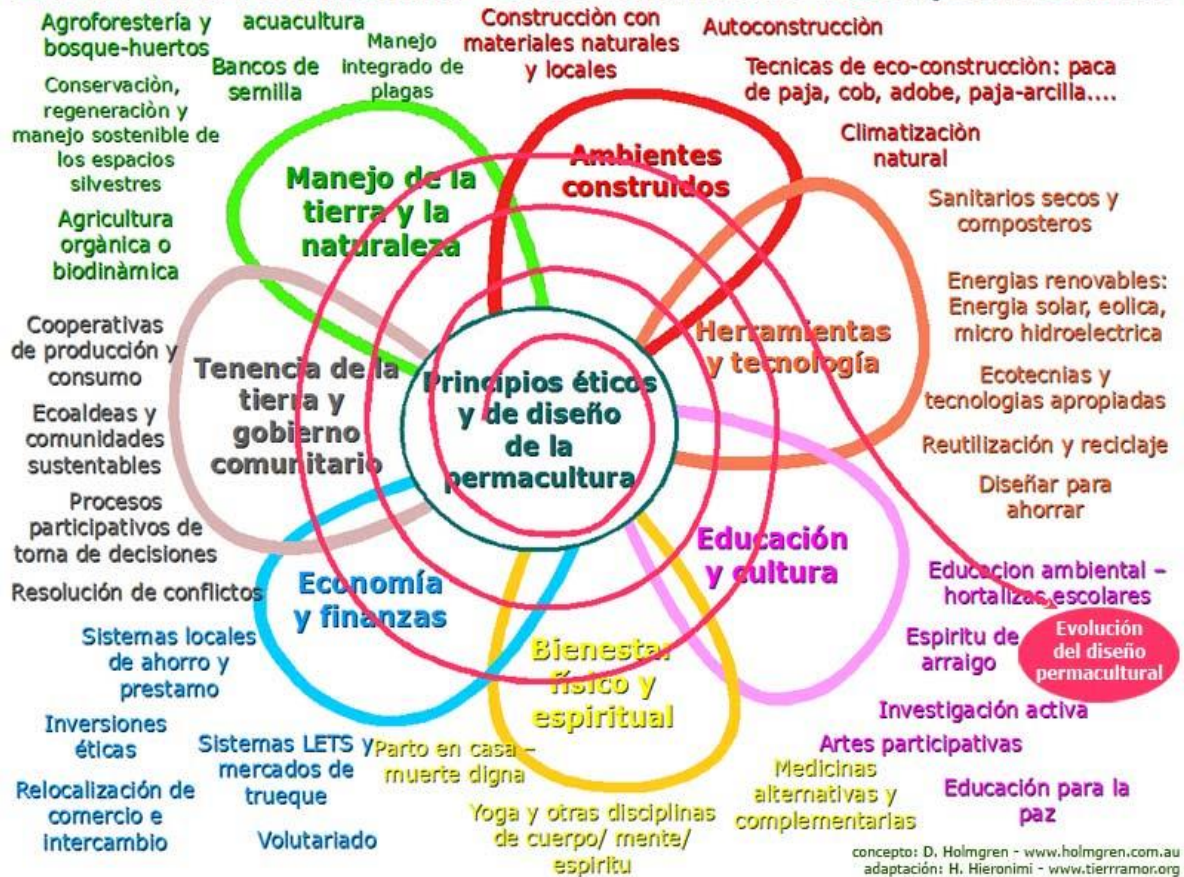 Agroforestería y
bosque-huertos
acuacultura
Manejo
integrado de
plagas
Bancos de
semilla
Conservaciòn,
regeneraciòn y
manejo sostenible de
los espacios
silvestres
Agricultura
orgànica o
biodinàmica
Manejo de la
tierra y la
naturaleza
Construcciòn con
materiales naturales
y locales
Autoconstrucciòn
Tecnicas de eco-construcciòn: paca
de paja, cob, adobe, paja-arcilla....
Climatizaciòn
natural
Ambientes
construidos
Sanitarios secos y
composteros
Energias renovables:
Energia solar, eolica,
micro hidroelectrica
Ecotecnias y
tecnologias apropiadas
Reutilización y reciclaje
Diseñar para
ahorrar
Herramientas
y tecnología
Principios éticos
y de diseño
de la
permacultura
Cooperativas
de producción y
consumo
Ecoaldeas y
comunidades
sustentables
Procesos
participativos de
toma de decisiones
Resolución de conflictos
Tenencia de la
tierra y
gobierno
comunitario
Educación
y cultura
Educacion ambiental –
hortalizas escolares
Espiritu de
arraigo
Investigación activa
Artes participativas
Educación para la
paz
Evolución
del diseño
permacultural
Economía
y finanzas
Sistemas locales
de ahorro y
prestamo
Inversiones
éticas
Sistemas LETS y
mercados de
trueque
Relocalización de
comercio e
intercambio
Volutariado
Bienestar
físico y
espiritual
Parto en casa –
muerte digna
Yoga y otras disciplinas
de cuerpo/ mente/
espiritu
Medicinas
alternativas y
complementarias
concepto: D. Holmgren - www.holmgren.com.au
adaptación: H. Hieronimi - www.tierrramor.org